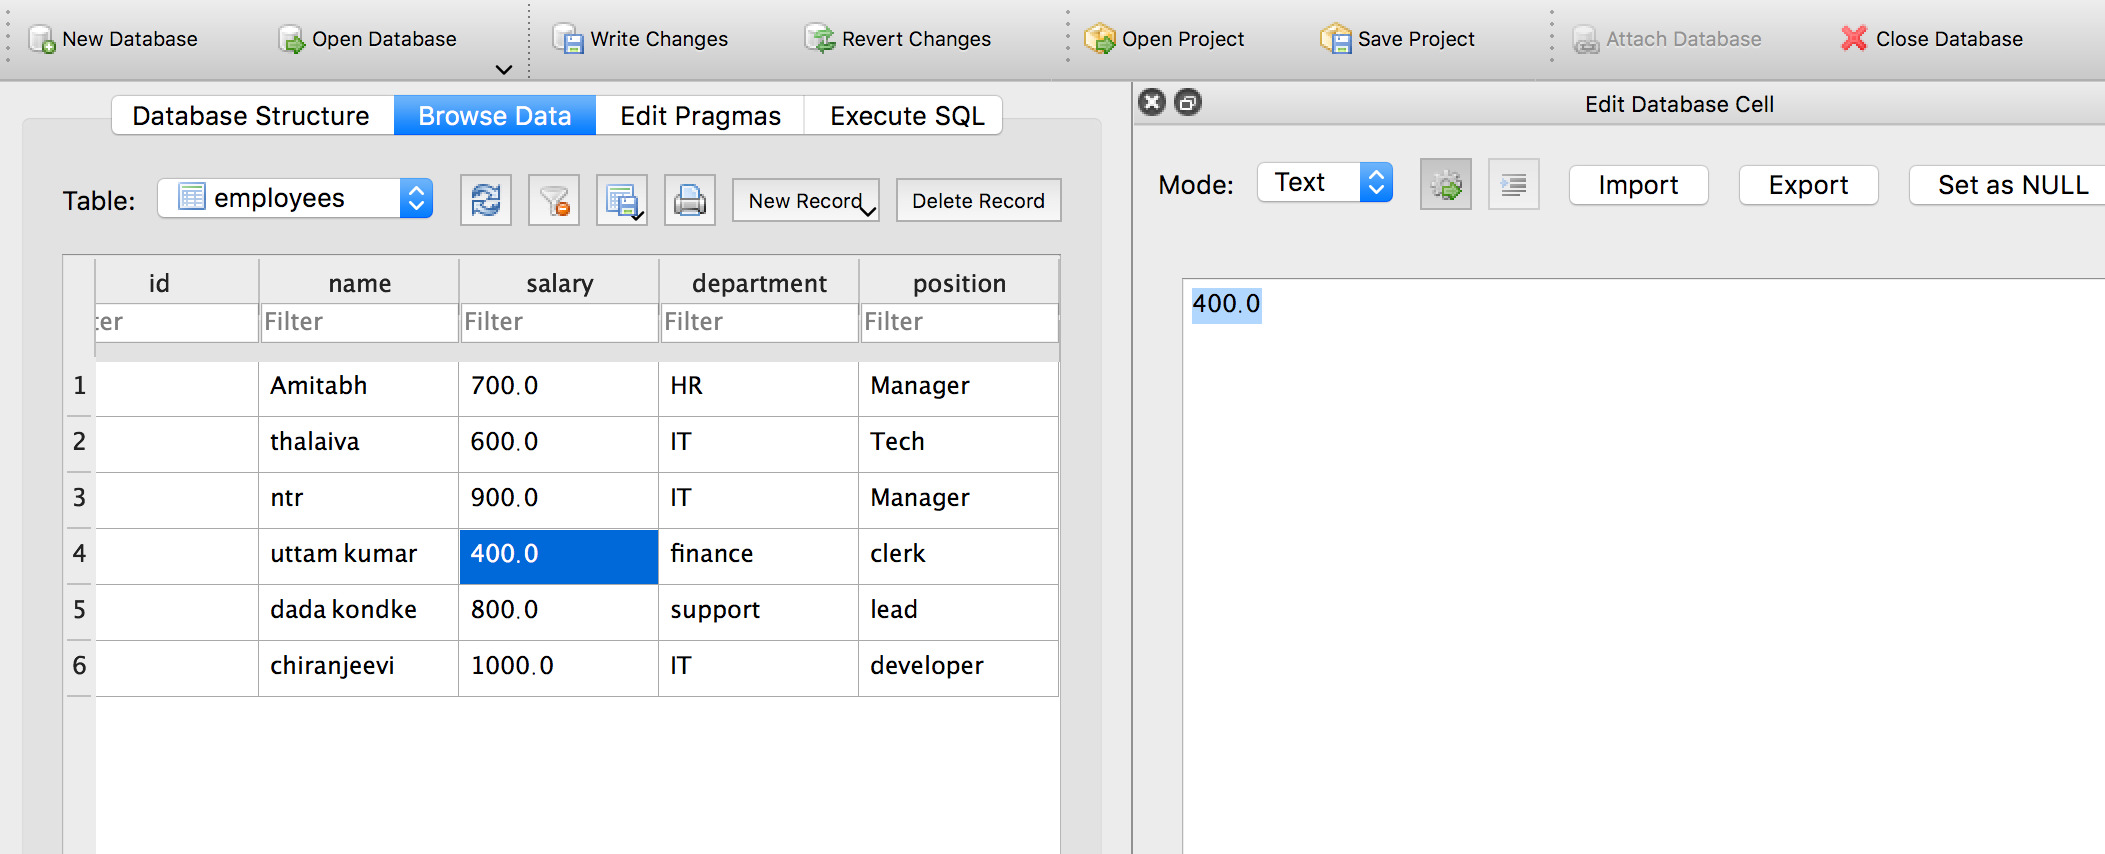 New Database Open Database Write Changes Revert Changes Open Project Save Project Attach Database Close Database
Database Structure Browse Data Edit Pragmas Execute SQL
Edit Database Cell
Table: employees New Record Delete Record
Mode: Text Import Export Set as NULL
id name salary department position
ter Filter Filter Filter Filter
400.0
1 Amitabh 700.0 HR Manager
2 thalaiva 600.0 IT Tech
3 ntr 900.0 IT Manager
4 uttam kumar 400.0 finance clerk
5 dada kondke 800.0 support lead
6 chiranjeevi 1000.0 IT developer